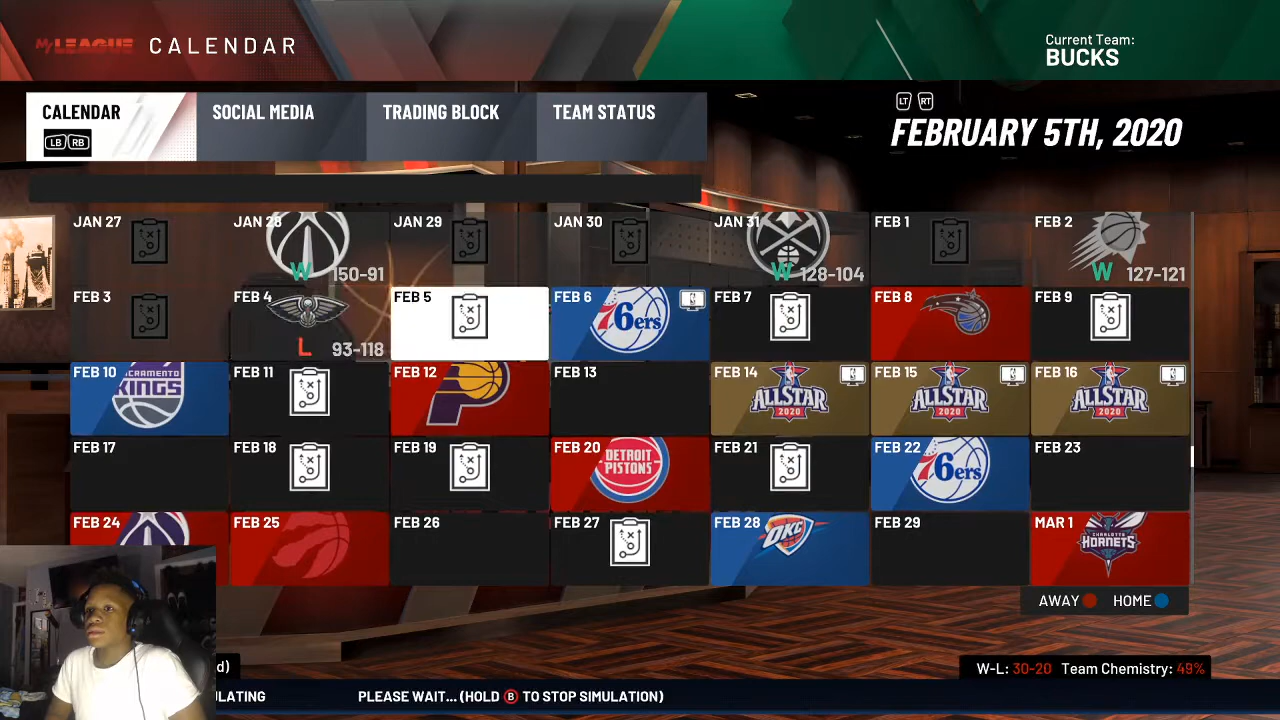 MyLEAGUE CALENDAR
Current Team:
BUCKS
CALENDAR
LB RB
SOCIAL MEDIA
TRADING BLOCK
TEAM STATUS
LT RT
FEBRUARY 5TH, 2020
JAN 27
JAN 28
W 150-91
JAN 29
JAN 30
JAN 31
W 128-104
FEB 1
FEB 2
W 127-121
FEB 3
FEB 4
L 93-118
FEB 5
FEB 6
76ers
FEB 7
FEB 8
FEB 9
FEB 10
SACRAMENTO
KINGS
FEB 11
FEB 12
FEB 13
FEB 14
ALLSTAR
2020
FEB 15
ALLSTAR
2020
FEB 16
ALLSTAR
2020
FEB 17
FEB 18
FEB 19
FEB 20
DETROIT
PISTONS
FEB 21
FEB 22
76ers
FEB 23
FEB 24
FEB 25
FEB 26
FEB 27
FEB 28
OKC
FEB 29
MAR 1
CHARLOTTE
HORNETS
AWAY HOME
d)
W-L: 30-20 Team Chemistry: 49%
ULATING
PLEASE WAIT... (HOLD B TO STOP SIMULATION)